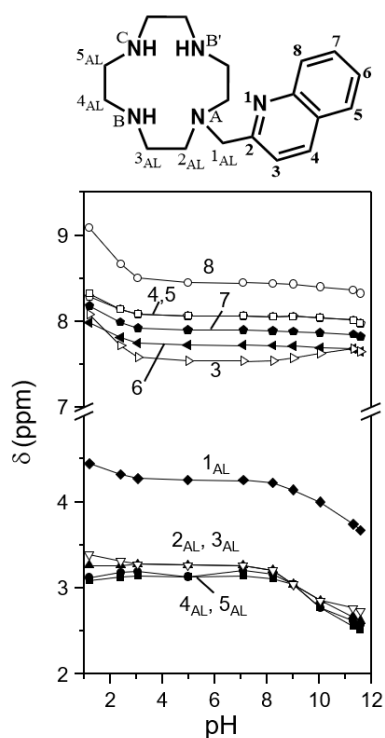 C NH HN B'
5AL
4AL
B NH N A
3AL 2AL 1AL
N 1 2 3 4 5 6 7 8
δ (ppm)
9
8
7
4
3
2
8
4,5 7
6 3
1AL
2AL, 3AL
4AL, 5AL
2 4 6 8 10 12
pH